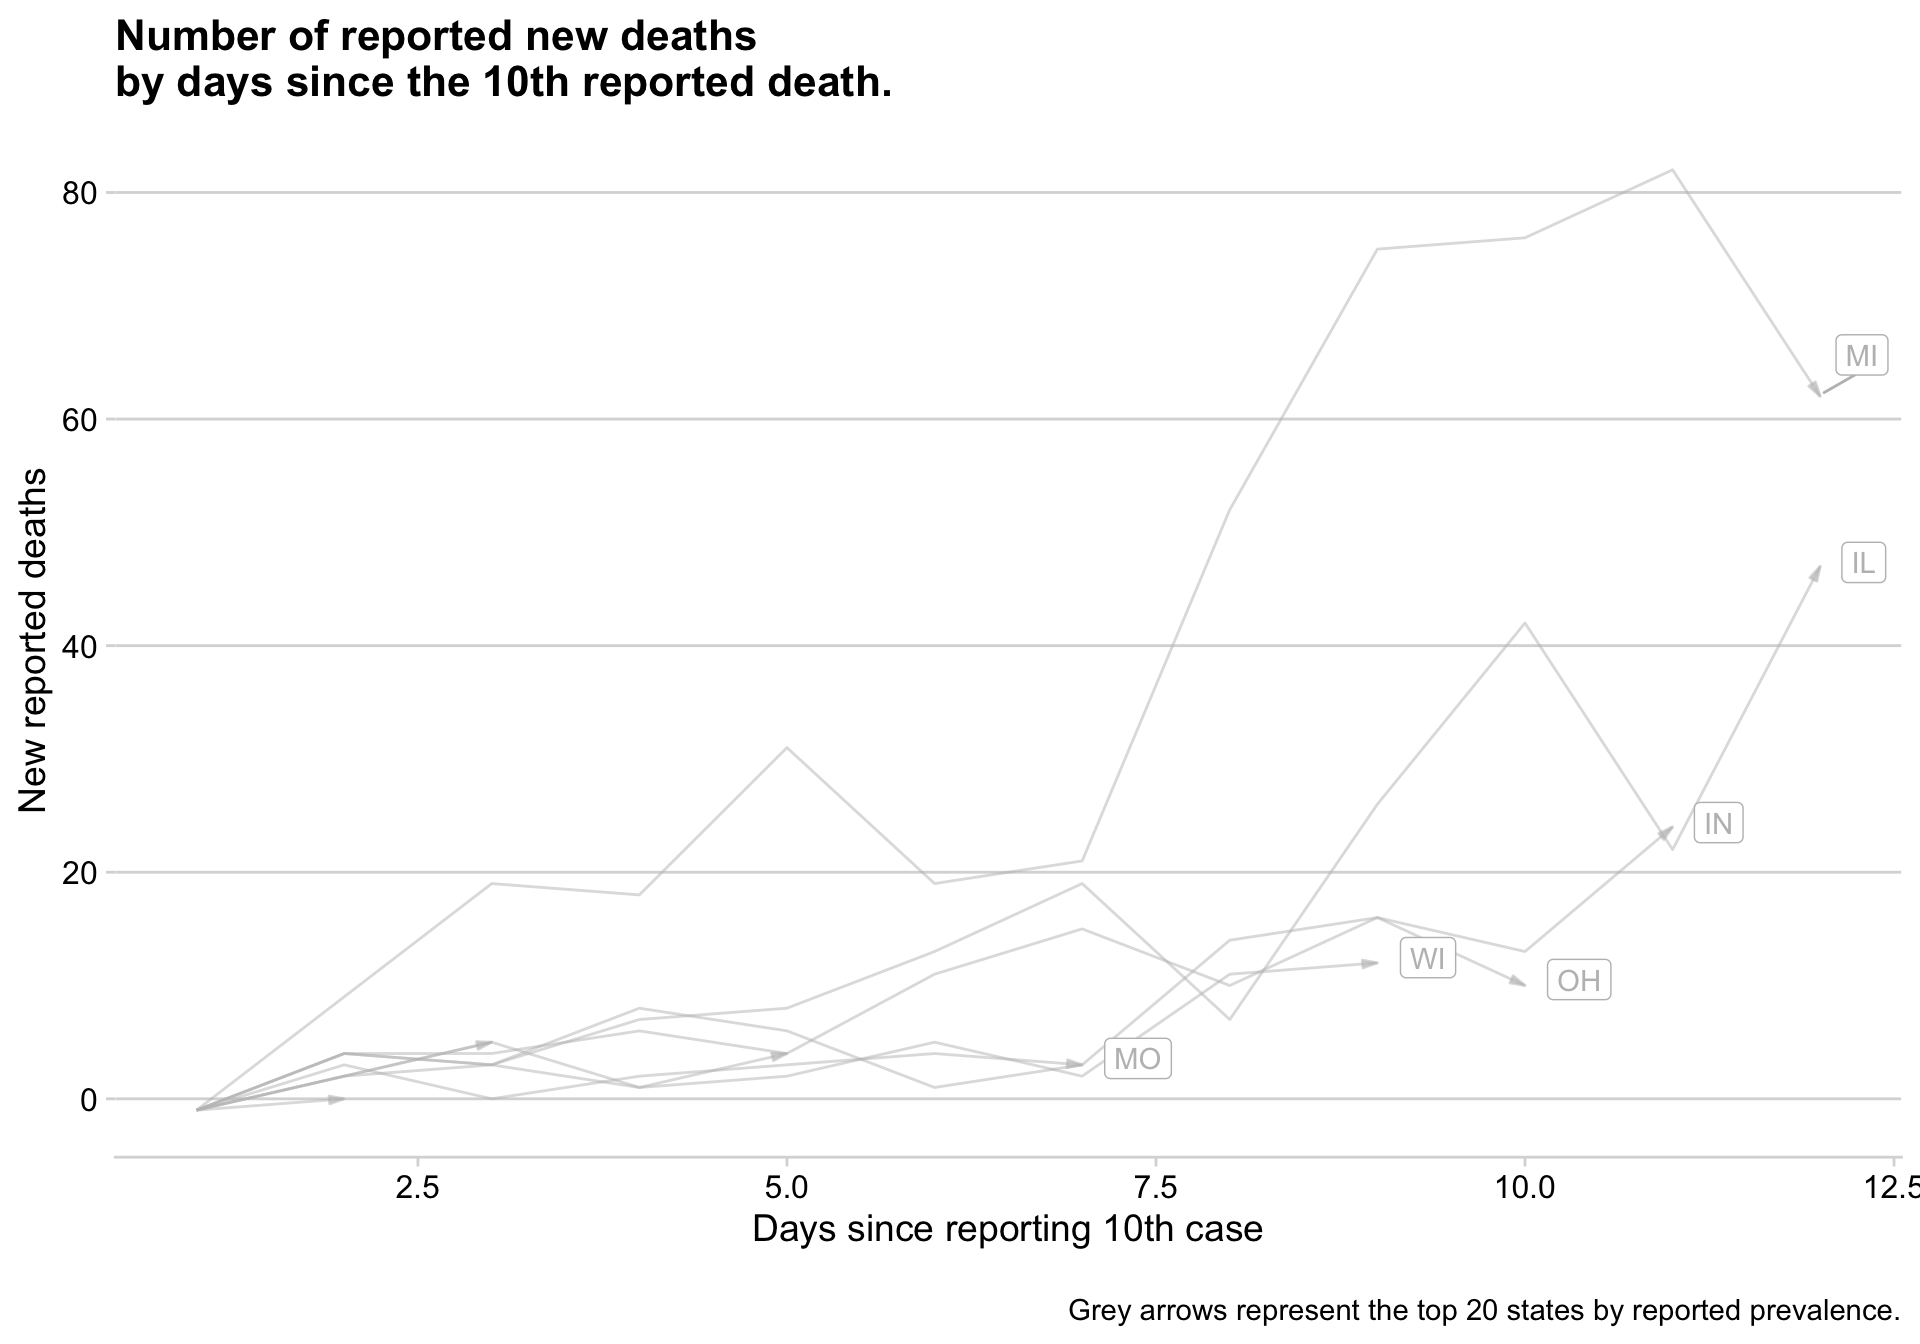 Number of reported new deaths
by days since the 10th reported death.
80
60
40
20
0
New reported deaths
MI
IL
IN
WI
OH
MO
2.5
5.0
7.5
10.0
12.5
Days since reporting 10th case
Grey arrows represent the top 20 states by reported prevalence.